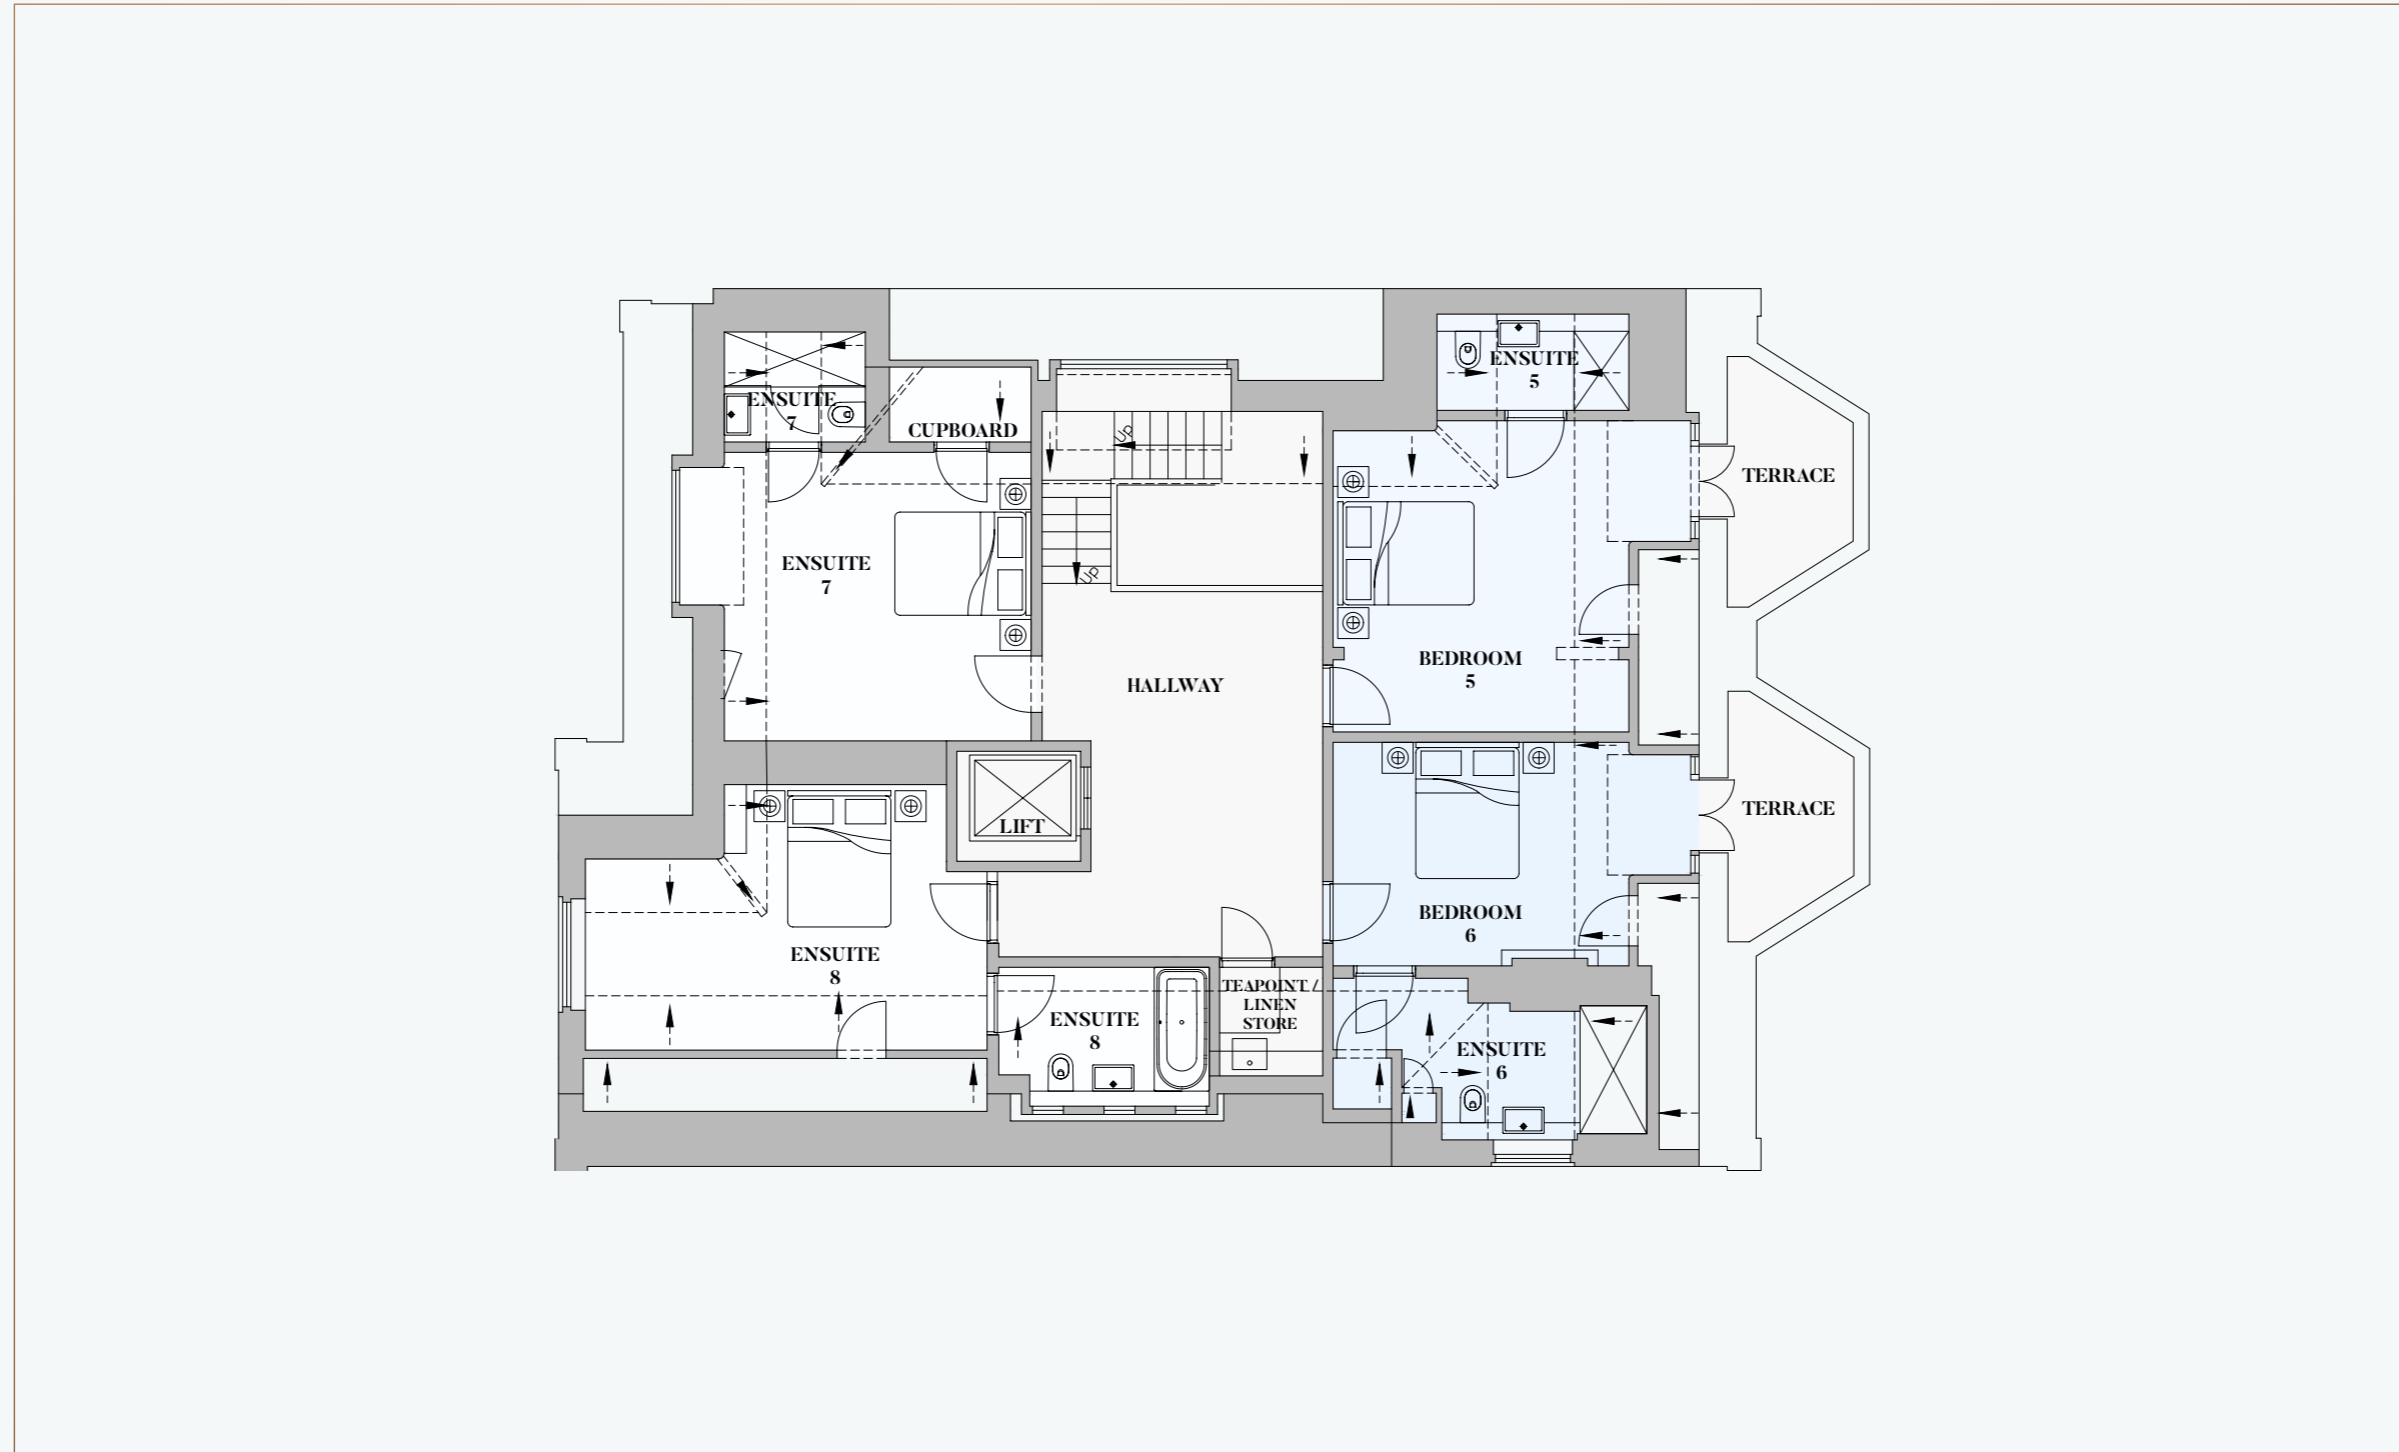 ENSUITE
5
ENSUITE
7
CUPBOARD
Up
TERRACE
ENSUITE
7
Up
BEDROOM
5
HALLWAY
TERRACE
LIFT
BEDROOM
6
ENSUITE
8
TEAPOINT /
LINEN
STORE
ENSUITE
8
ENSUITE
6